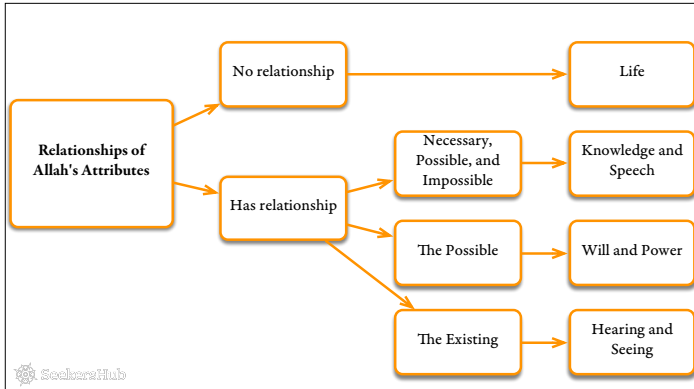 No relationship
Life
Relationships of
Allah's Attributes
Necessary,
Possible, and
Impossible
Knowledge and
Speech
Has relationship
The Possible
Will and Power
The Existing
Hearing and
Seeing
SeekersHub